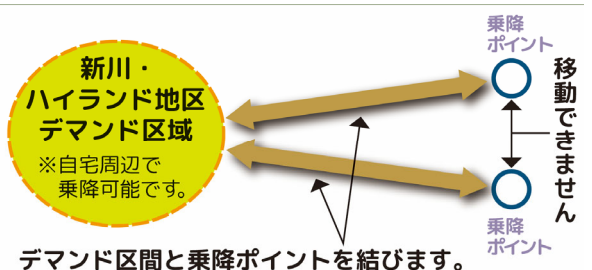 新川・
ハイランド地区
デマンド区域
※自宅周辺で
乗降可能です。
乗降
ポイント
移動できません
乗降
ポイント
デマンド区間と乗降ポイントを結びます。